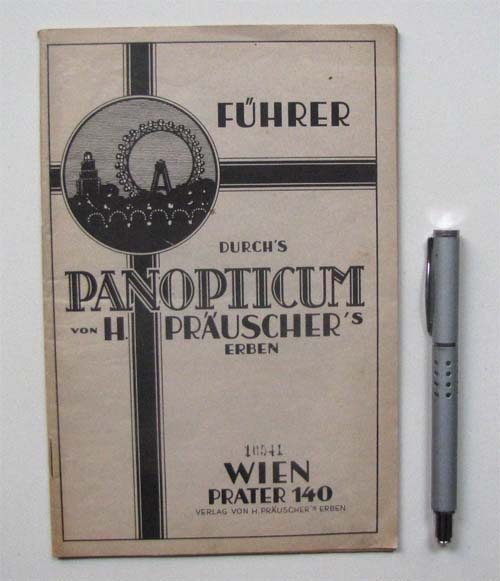 FÜHRER
DURCH'S
PANOPTICUM
VON H. PRÄUSCHER'S
ERBEN
WIEN
PRATER 140
VERLAG VON H. PRÄUSCHER'S ERBEN